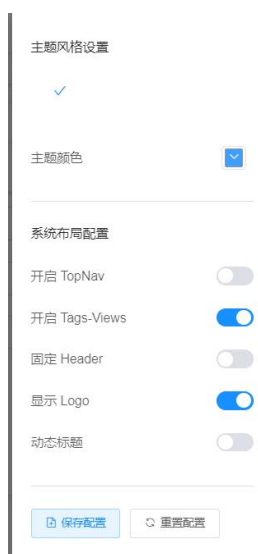 主题风格设置
主题颜色
系统布局配置
开启 TopNav
开启 Tags-Views
固定 Header
显示 Logo
动态标题
保存配置 重置配置